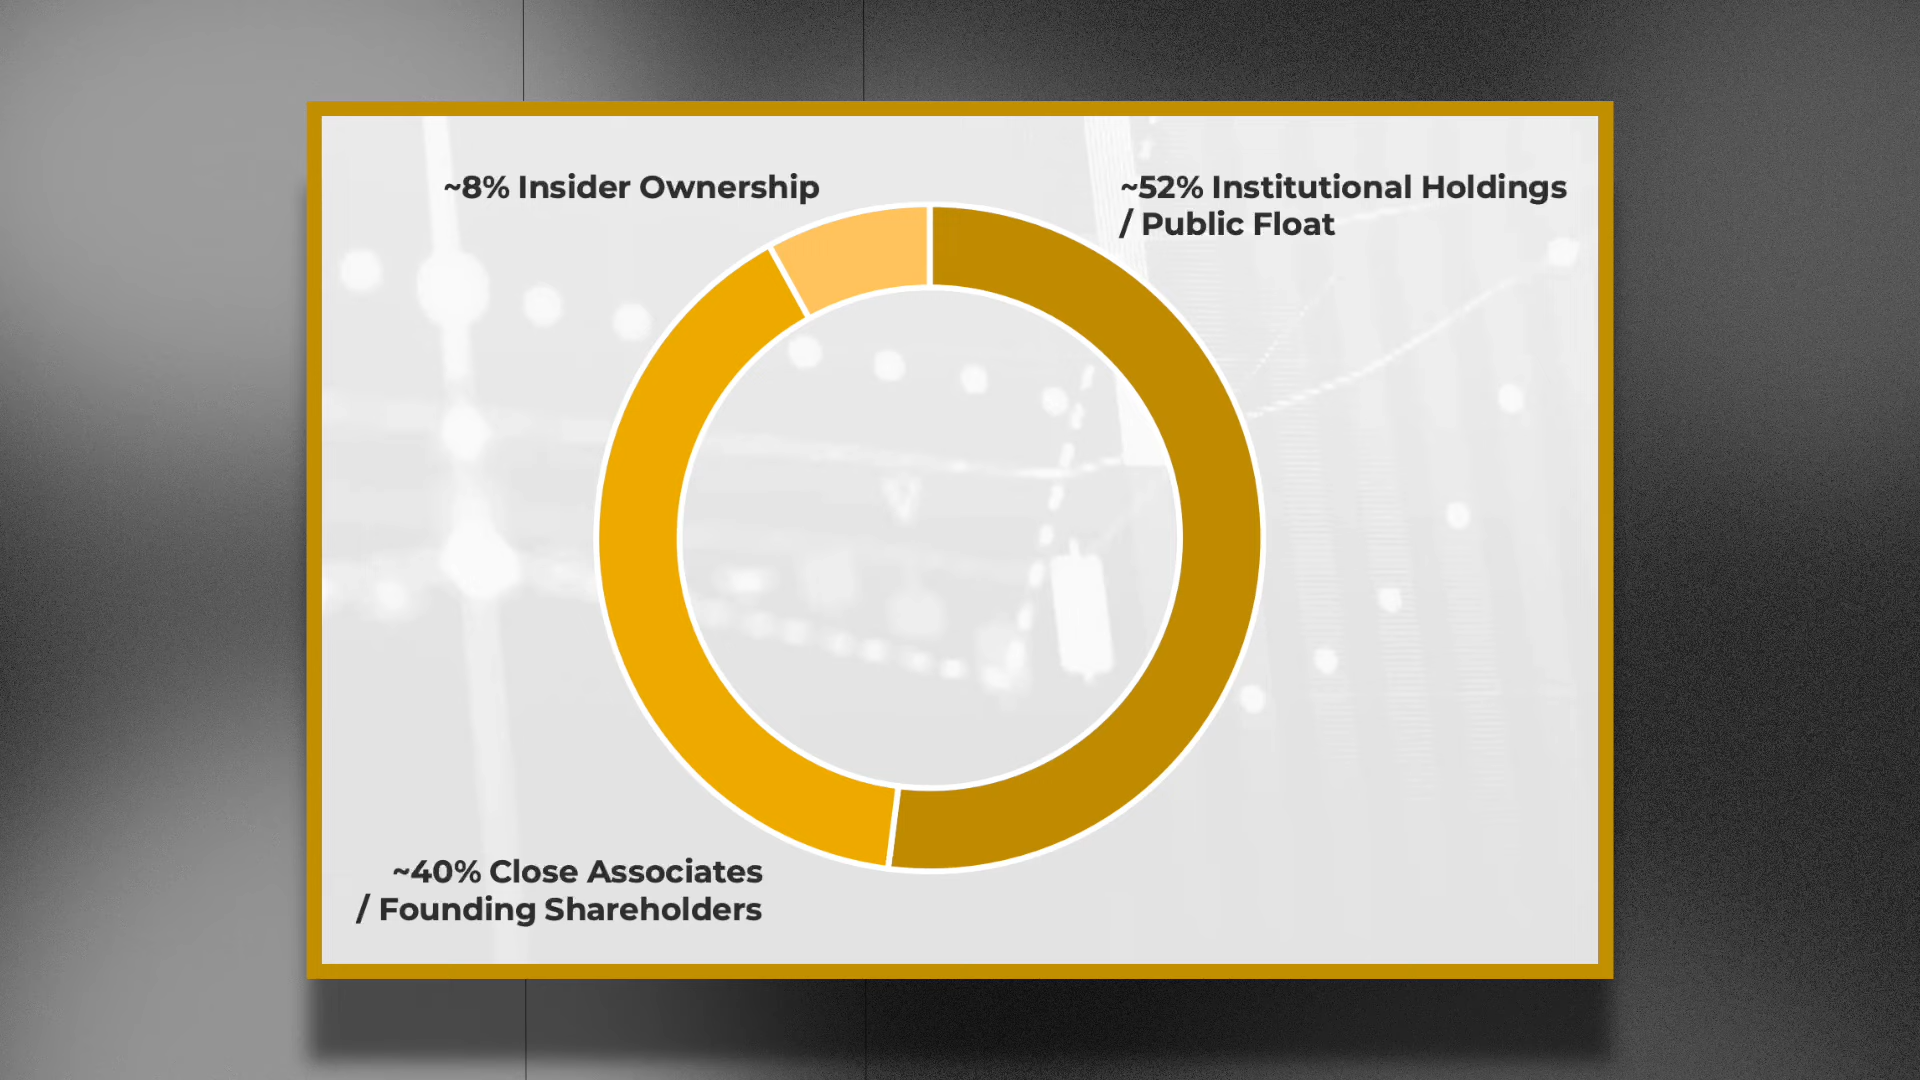 ~8% Insider Ownership
~52% Institutional Holdings
/ Public Float
~40% Close Associates
/ Founding Shareholders